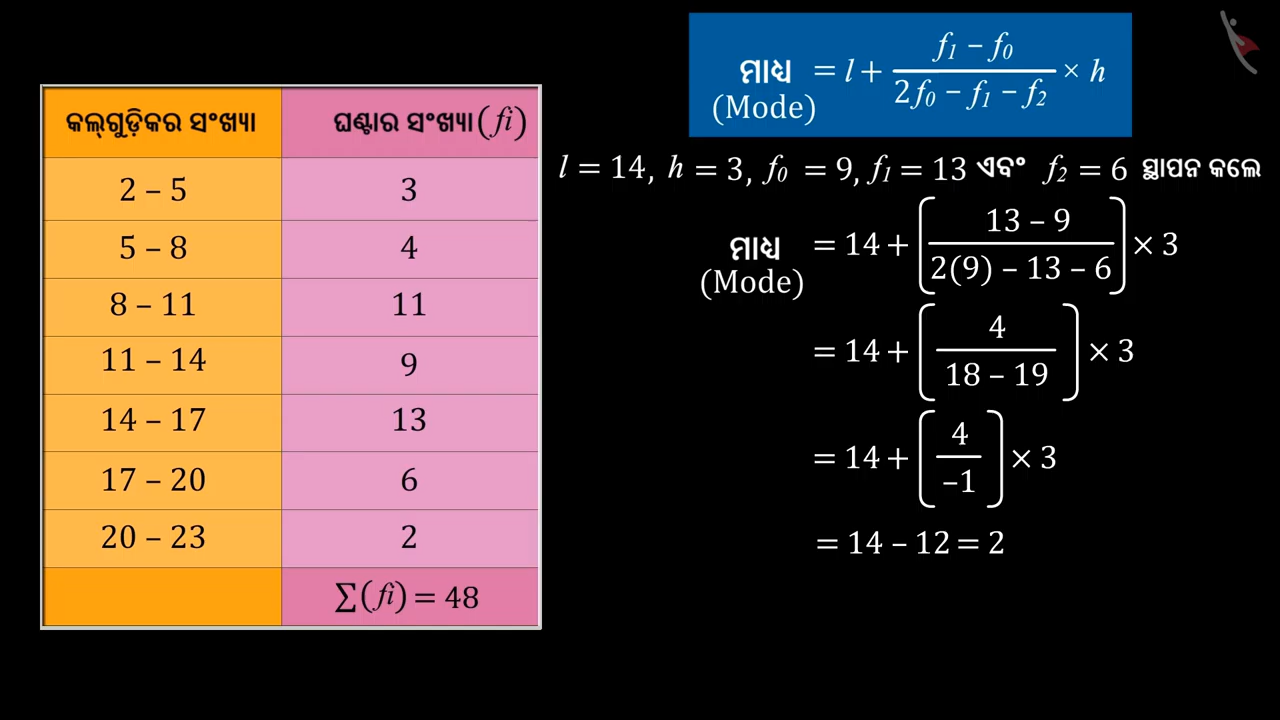 କଲ୍‌ଗୁଡ଼ିକର ସଂଖ୍ୟା ଘଣ୍ଟାର ସଂଖ୍ୟା (fi)
2 – 5 3
5 – 8 4
8 – 11 11
11 – 14 9
14 – 17 13
17 – 20 6
20 – 23 2
∑(fi) = 48
ମାଧ୍ୟ (Mode) = l + (f₁ – f₀) / (2f₀ – f₁ – f₂) × h
l = 14, h = 3, f₀ = 9, f₁ = 13 ଏବଂ f₂ = 6 ସ୍ଥାପନ କଲେ
ମାଧ୍ୟ (Mode) = 14 + [(13 – 9) / (2(9) – 13 – 6)] × 3
= 14 + [4 / (18 – 19)] × 3
= 14 + [4 / –1] × 3
= 14 – 12 = 2